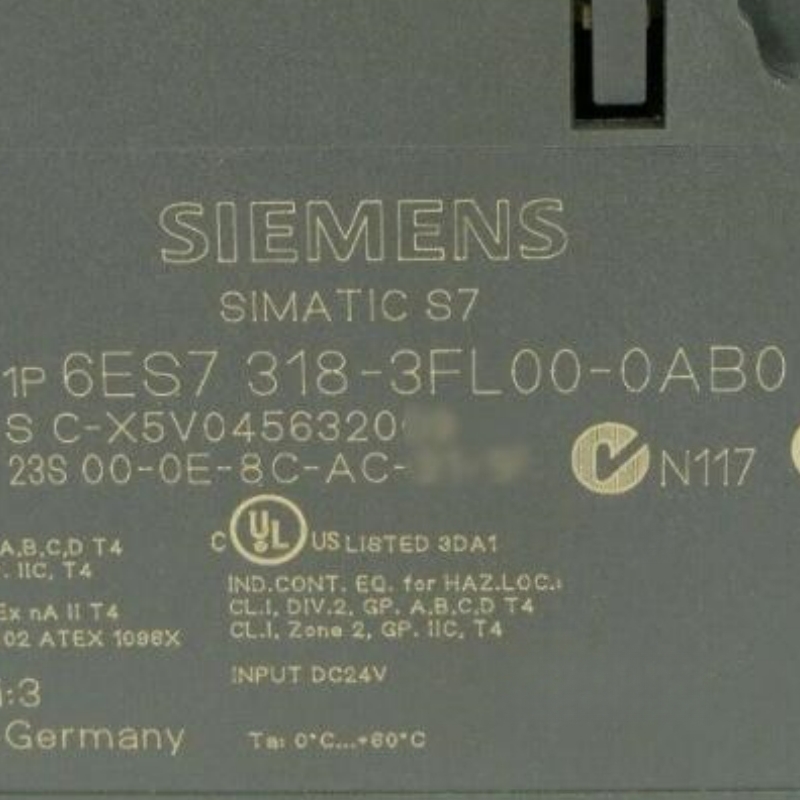 SIEMENS
SIMATIC S7
1P 6ES7 318-3FL00-0AB0
S C-X5V0456320
23S 00-0E-8C-AC-
N117
C UL US LISTED 3DA1
A,B,C,D T4
IIC, T4
Ex nA II T4
02 ATEX 1096X
IND.CONT. EQ. for HAZ.LOC.:
CL.I, DIV.2, GP. A,B,C,D T4
CL.I, Zone 2, GP. IIC, T4
INPUT DC24V
:3
Germany
Ta: 0°C...+60°C